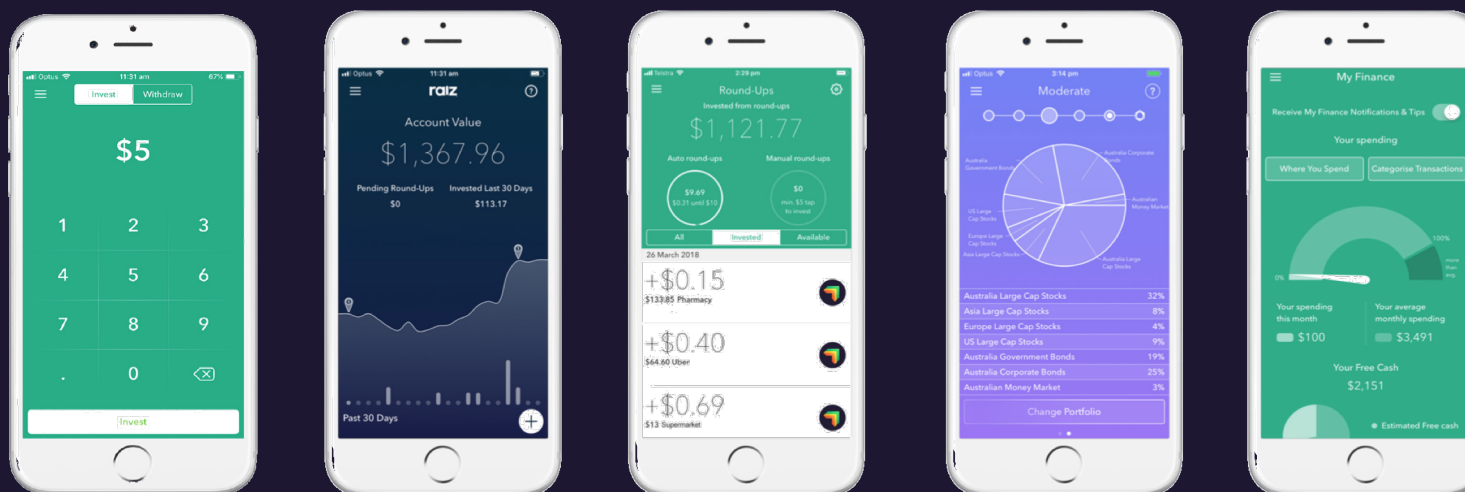 Optus 11:31 am 67%
Invest Withdraw
$5
1 2 3
4 5 6
7 8 9
. 0
Invest
Optus 11:31 am
raiz
?
Account Value
$1,367.96
Pending Round-Ups Invested Last 30 Days
$0 $113.17
Past 30 Days
+
Telstra 2:29 pm
Round-Ups
Invested from round-ups
$1,121.77
Auto round-ups Manual round-ups
$9.69 $0
$0.31 until $10 min. $5 tap
to invest
All Invested Available
26 March 2018
+$0.15
$133.85 Pharmacy
+$0.40
$64.60 Uber
+$0.69
$13 Supermarket
Optus 3:14 pm
Moderate
?
Australia Corporate
Bonds
Australia
Government Bonds
Australian
Money Market
US Large
Cap Stocks
Europe Large
Cap Stocks
Asia Large Cap Stocks
Australia Large
Cap Stocks
Australia Large Cap Stocks 32%
Asia Large Cap Stocks 8%
Europe Large Cap Stocks 4%
US Large Cap Stocks 9%
Australia Government Bonds 19%
Australia Corporate Bonds 25%
Australian Money Market 3%
Change Portfolio
My Finance
Receive My Finance Notifications & Tips
Your spending
Where You Spend Categorise Transactions
100%
more
than
0%
Your spending Your average
this month monthly spending
$100 $3,491
Your Free Cash
$2,151
Estimated Free cash